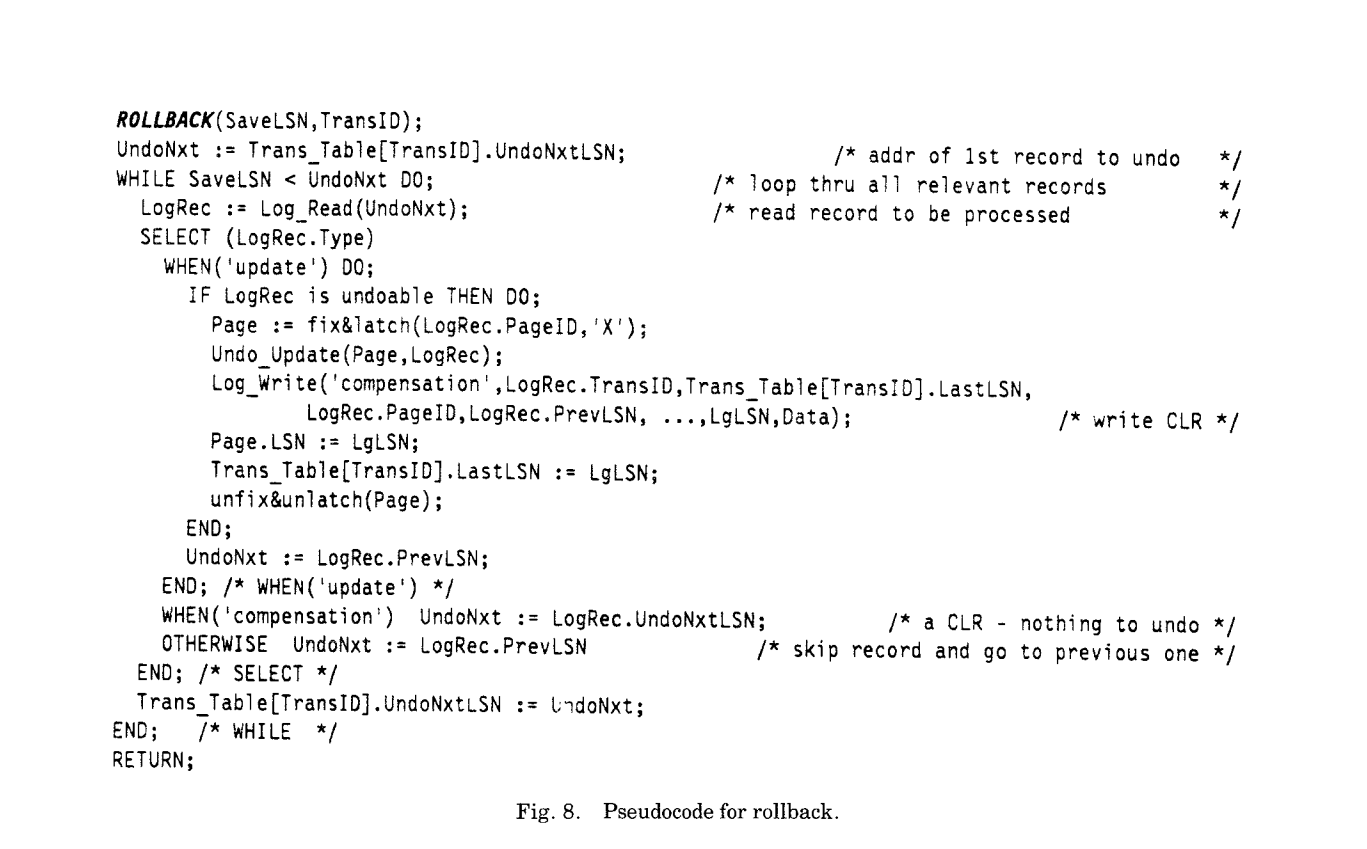 ROLLBACK(SaveLSN,TransID);
UndoNxt := Trans_Table[TransID].UndoNxtLSN; /* addr of 1st record to undo */
WHILE SaveLSN < UndoNxt DO; /* loop thru all relevant records */
LogRec := Log_Read(UndoNxt); /* read record to be processed */
SELECT (LogRec.Type)
WHEN('update') DO;
IF LogRec is undoable THEN DO;
Page := fix&latch(LogRec.PageID,'X');
Undo_Update(Page,LogRec);
Log_Write('compensation',LogRec.TransID,Trans_Table[TransID].LastLSN,
LogRec.PageID,LogRec.PrevLSN, ...,LgLSN,Data); /* write CLR */
Page.LSN := LgLSN;
Trans_Table[TransID].LastLSN := LgLSN;
unfix&unlatch(Page);
END;
UndoNxt := LogRec.PrevLSN;
END; /* WHEN('update') */
WHEN('compensation') UndoNxt := LogRec.UndoNxtLSN; /* a CLR - nothing to undo */
OTHERWISE UndoNxt := LogRec.PrevLSN /* skip record and go to previous one */
END; /* SELECT */
Trans_Table[TransID].UndoNxtLSN := UndoNxt;
END; /* WHILE */
RETURN;
Fig. 8. Pseudocode for rollback.